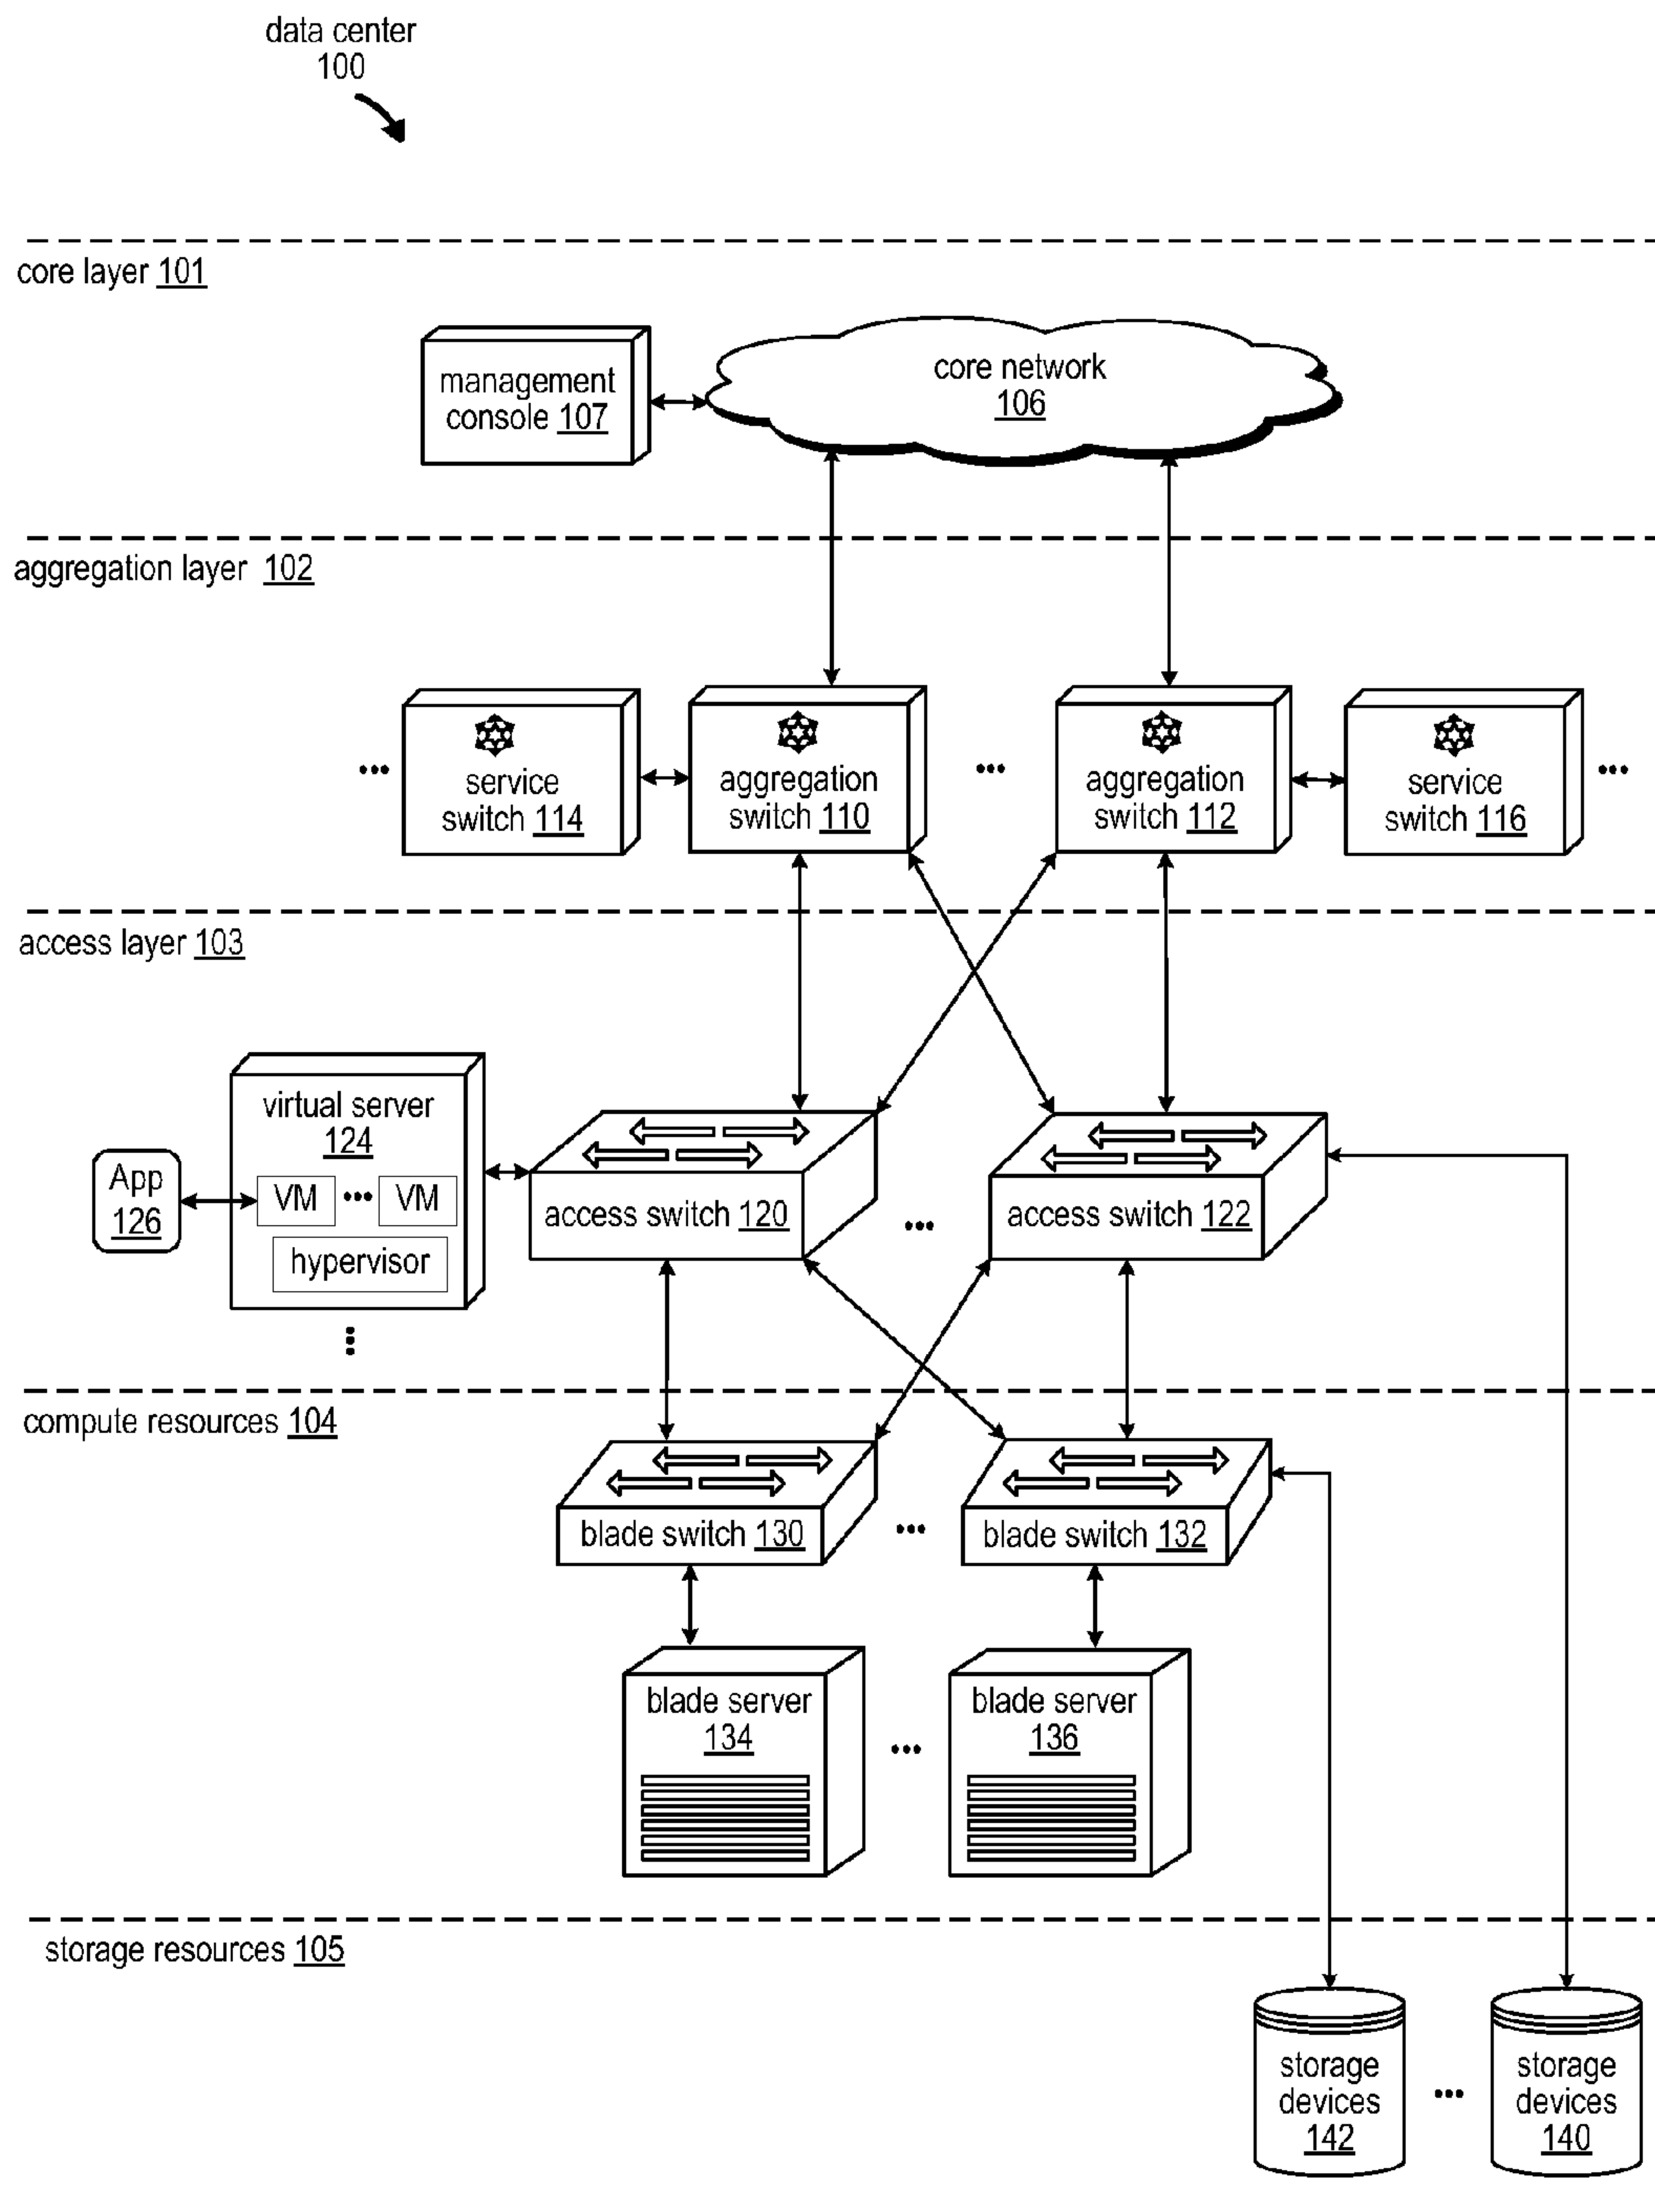 data center
100
core layer 101
management
console 107
core network
106
aggregation layer 102
service
switch 114
aggregation
switch 110
...
aggregation
switch 112
service
switch 116
...
...
access layer 103
virtual server
124
App
126
VM ... VM
hypervisor
...
access switch 120
...
access switch 122
compute resources 104
blade switch 130
...
blade switch 132
blade server
134
...
blade server
136
storage resources 105
storage
devices
142
...
storage
devices
140